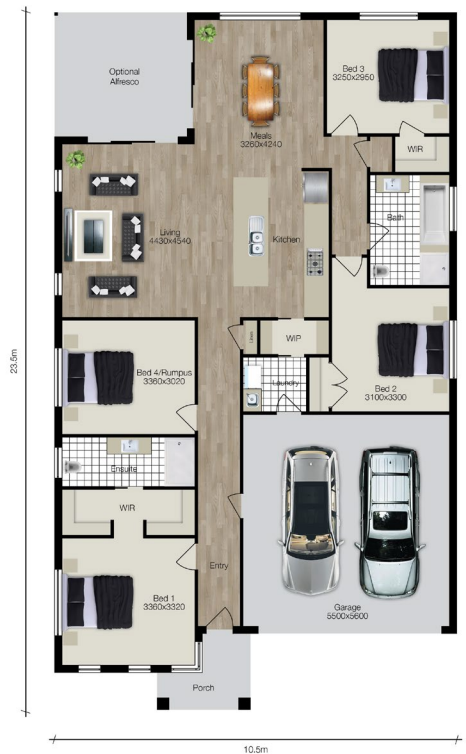 Optional
Alfresco
Bed 3
3250x2950
Meals
3260x4240
WIR
Bath
Living
4430x4540
Kitchen
Linen
WIP
Bed 4/Rumpus
3360x3020
Laundry
Bed 2
3100x3300
Ensuite
WIR
Entry
Bed 1
3360x3320
Garage
5500x5600
Porch
23.5m
10.5m